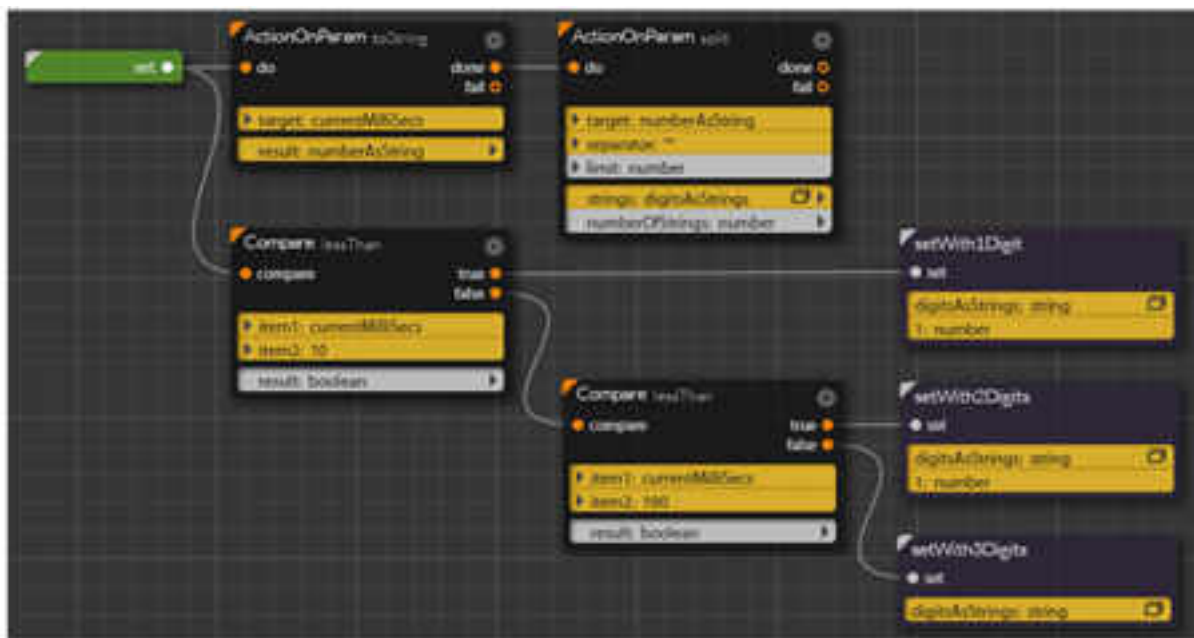 set
ActionOnParam toString
do
done
fail
target: currentMilliSecs
result: numberAsString
ActionOnParam split
do
done
fail
target: numberAsString
separator: ""
limit: number
strings: digitsAsStrings
numberOfStrings: number
Compare lessThan
compare
true
false
item1: currentMilliSecs
item2: 10
result: boolean
Compare lessThan
compare
true
false
item1: currentMilliSecs
item2: 100
result: boolean
setWith1Digit
set
digitsAsStrings: string
1: number
setWith2Digits
set
digitsAsStrings: string
1: number
setWith3Digits
set
digitsAsStrings: string